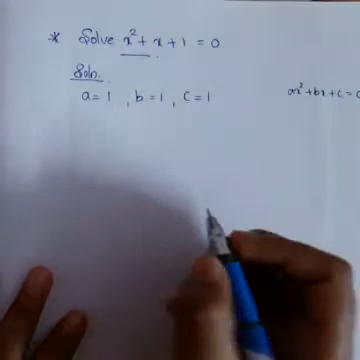 * Solve x² + x + 1 = 0
Soln.
a = 1 , b = 1 , c = 1
ax² + bx + c = 0